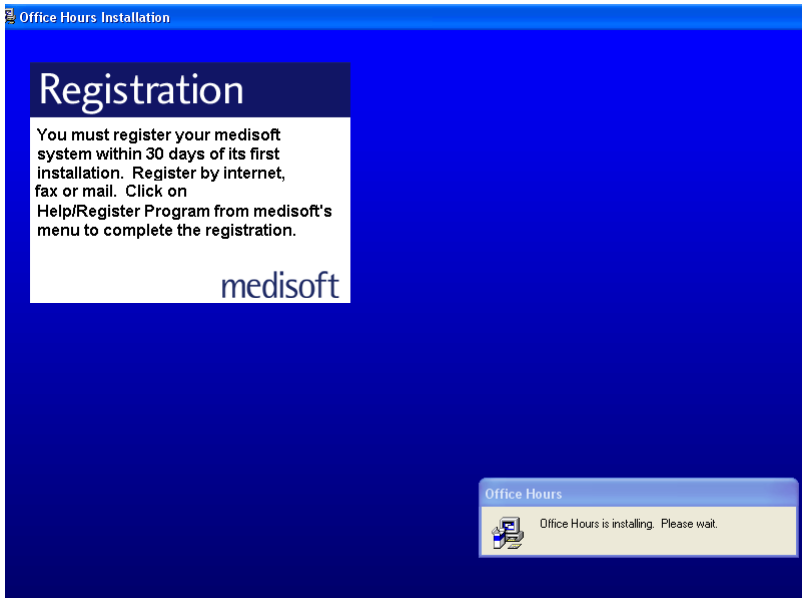 Office Hours Installation
Registration
You must register your medisoft
system within 30 days of its first
installation.  Register by internet,
fax or mail.  Click on
Help/Register Program from medisoft's
menu to complete the registration.
medisoft
Office Hours
Office Hours is installing.  Please wait.